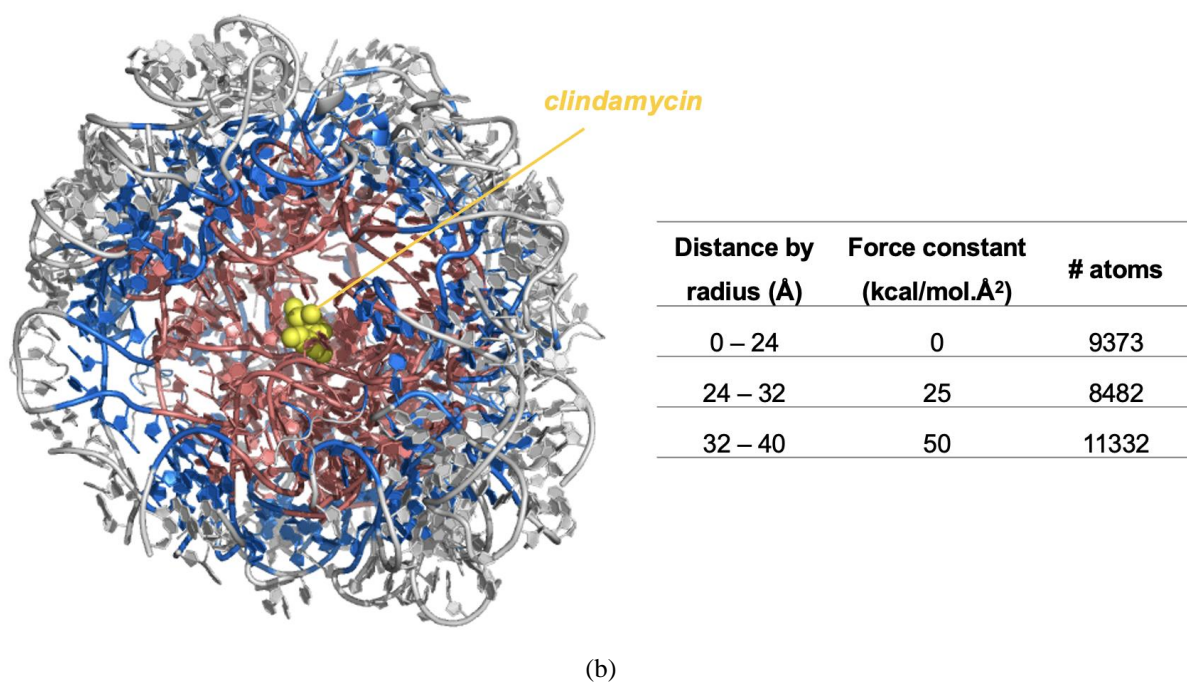 clindamycin
Distance by radius (Å) Force constant (kcal/mol.Å²) # atoms
0 – 24 0 9373
24 – 32 25 8482
32 – 40 50 11332
(b)